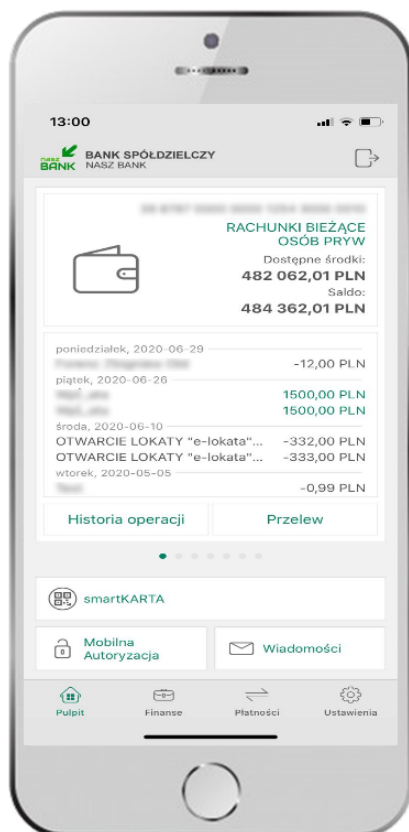 13:00
nasz
BANK
BANK SPÓŁDZIELCZY
NASZ BANK
RACHUNKI BIEŻĄCE
OSÓB PRYW
Dostępne środki:
482 062,01 PLN
Saldo:
484 362,01 PLN
poniedziałek, 2020-06-29
-12,00 PLN
piątek, 2020-06-26
1500,00 PLN
1500,00 PLN
środa, 2020-06-10
OTWARCIE LOKATY "e-lokata"... -332,00 PLN
OTWARCIE LOKATY "e-lokata"... -333,00 PLN
wtorek, 2020-05-05
-0,99 PLN
Historia operacji Przelew
smartKARTA
Mobilna
Autoryzacja
Wiadomości
Pulpit Finanse Płatności Ustawienia